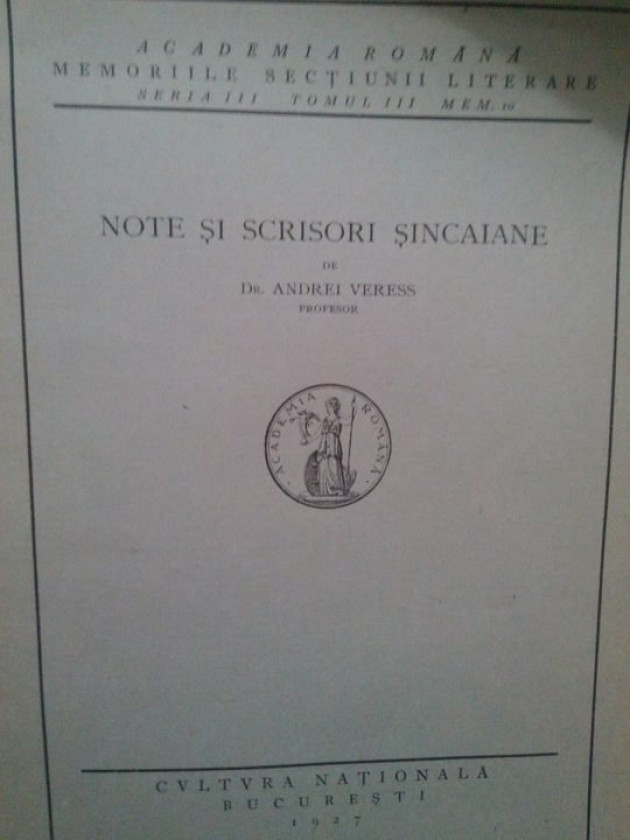 ACADEMIA ROMÂNĂ
MEMORIILE SECȚIUNII LITERARE
SERIA III TOMUL III MEM. 10
NOTE ȘI SCRISORI ȘINCAIANE
DE
DR. ANDREI VERESS
PROFESOR
· ACADEMIA ROMÂNĂ ·
CVLTVRA NAȚIONALĂ
BUCUREȘTI
1927